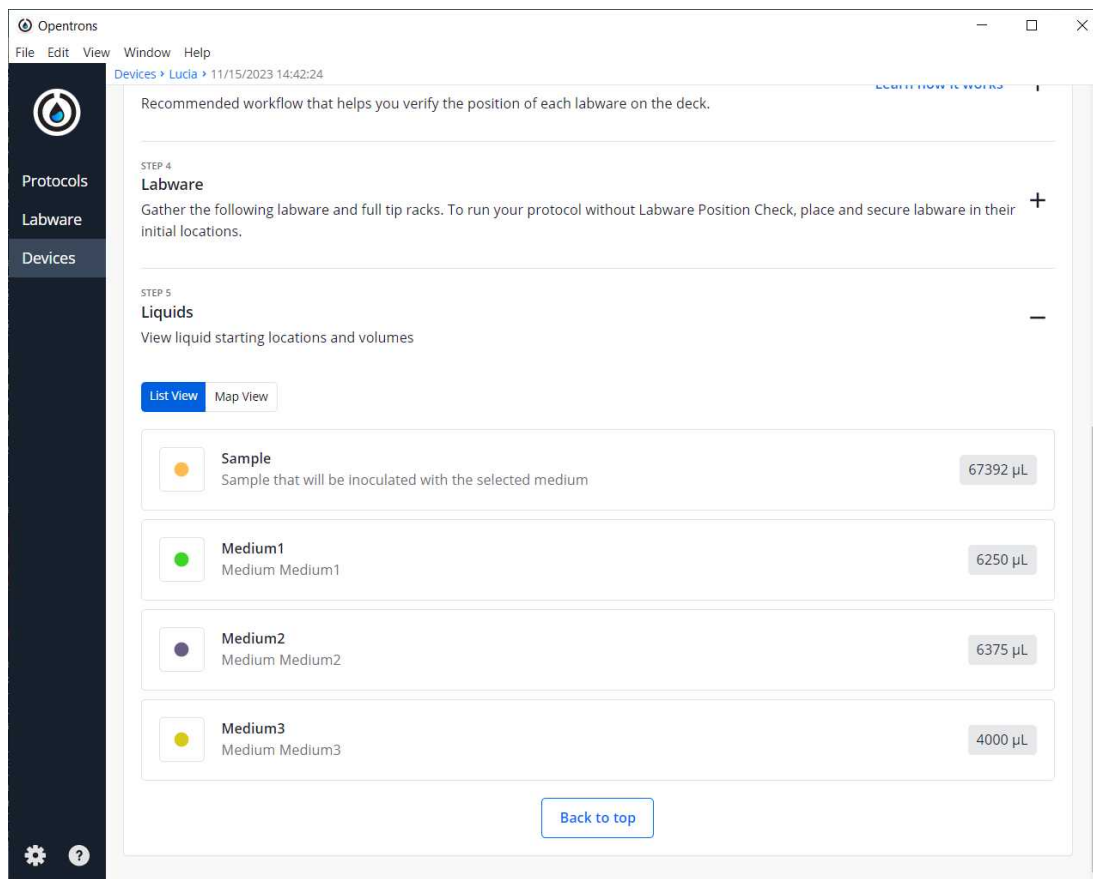 Opentrons
File Edit View Window Help
Devices › Lucia › 11/15/2023 14:42:24
Learn how it works
Recommended workflow that helps you verify the position of each labware on the deck.
STEP 4
Labware
Gather the following labware and full tip racks. To run your protocol without Labware Position Check, place and secure labware in their
initial locations.
Protocols
Labware
Devices
STEP 5
Liquids
View liquid starting locations and volumes
List View Map View
Sample
Sample that will be inoculated with the selected medium
67392 µL
Medium1
Medium Medium1
6250 µL
Medium2
Medium Medium2
6375 µL
Medium3
Medium Medium3
4000 µL
Back to top